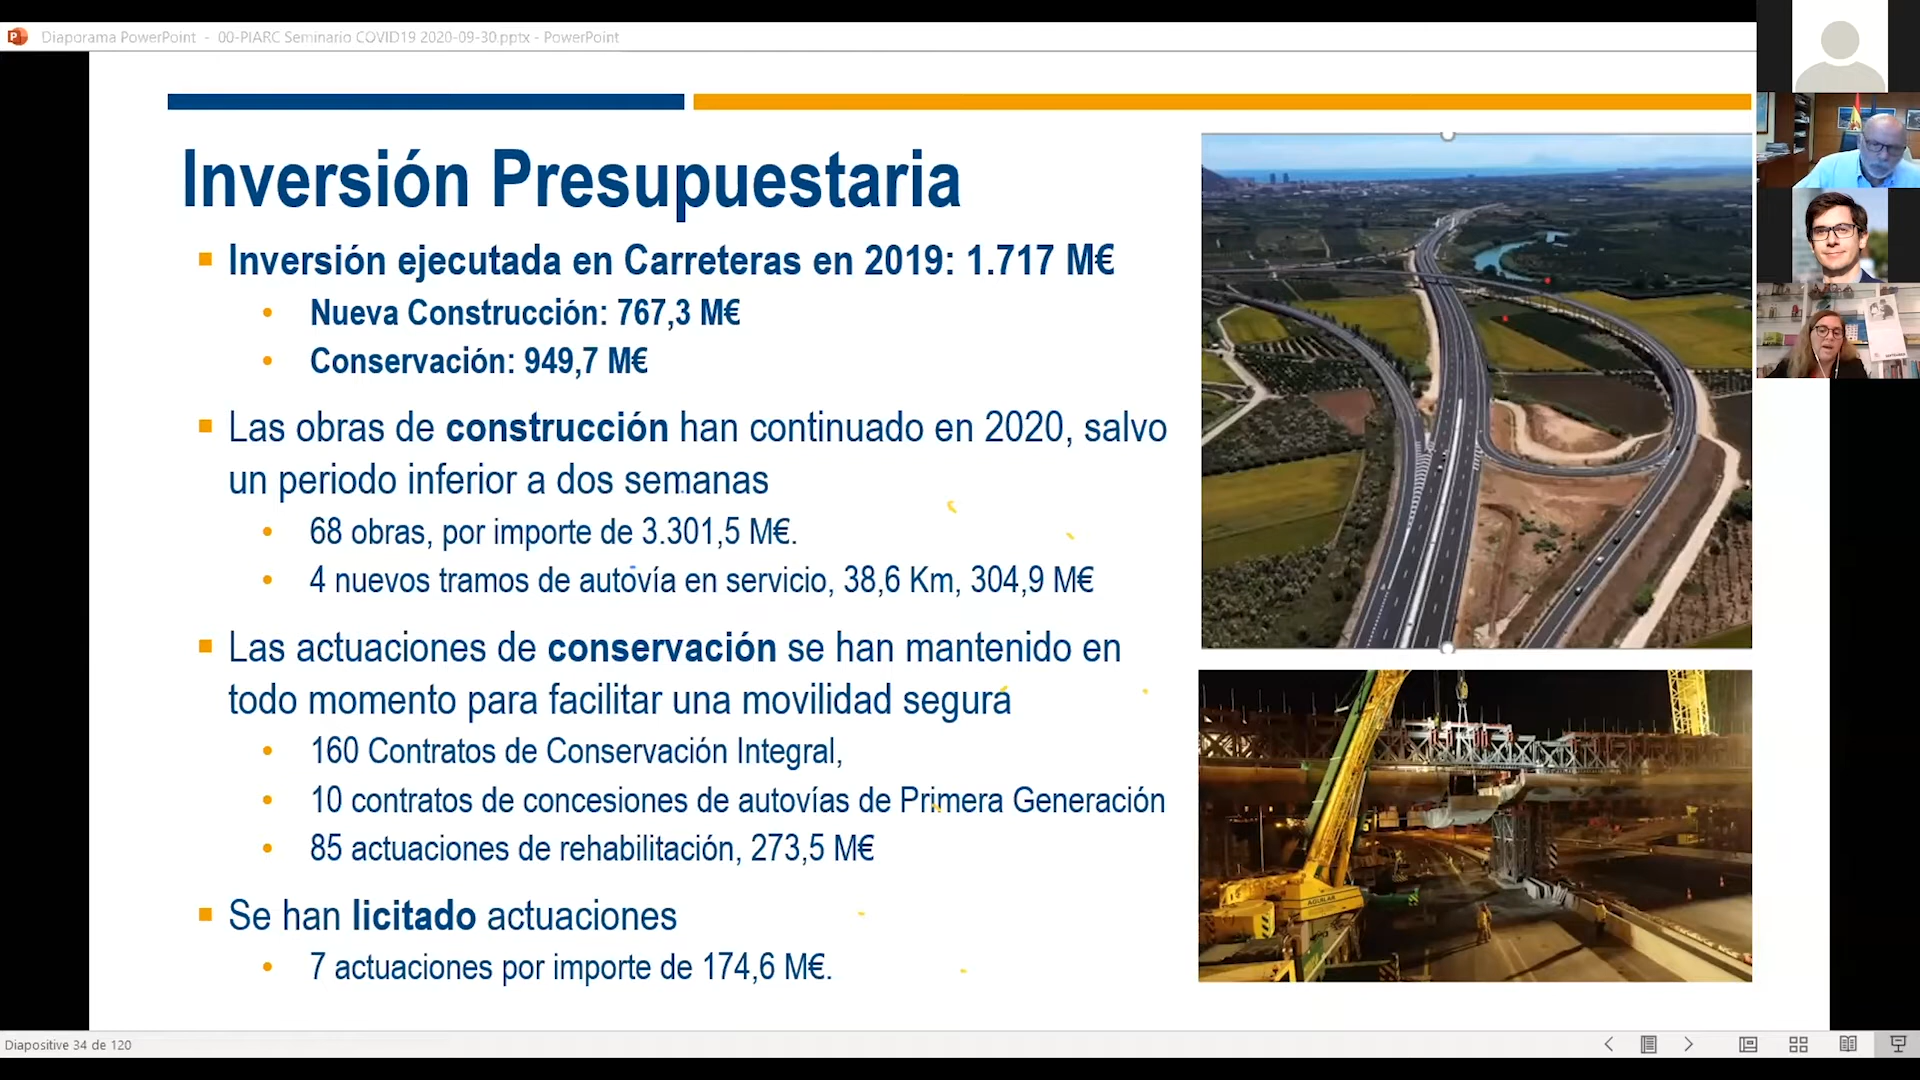 Diaporama PowerPoint - 00-PIARC Seminario COVID19 2020-09-30.pptx - PowerPoint
Inversión Presupuestaria
Inversión ejecutada en Carreteras en 2019: 1.717 M€
Nueva Construcción: 767,3 M€
Conservación: 949,7 M€
Las obras de construcción han continuado en 2020, salvo
un periodo inferior a dos semanas
68 obras, por importe de 3.301,5 M€.
4 nuevos tramos de autovía en servicio, 38,6 Km, 304,9 M€
Las actuaciones de conservación se han mantenido en
todo momento para facilitar una movilidad segura
160 Contratos de Conservación Integral,
10 contratos de concesiones de autovías de Primera Generación
85 actuaciones de rehabilitación, 273,5 M€
Se han licitado actuaciones
7 actuaciones por importe de 174,6 M€.
AGUILAR
Diapositive 34 de 120